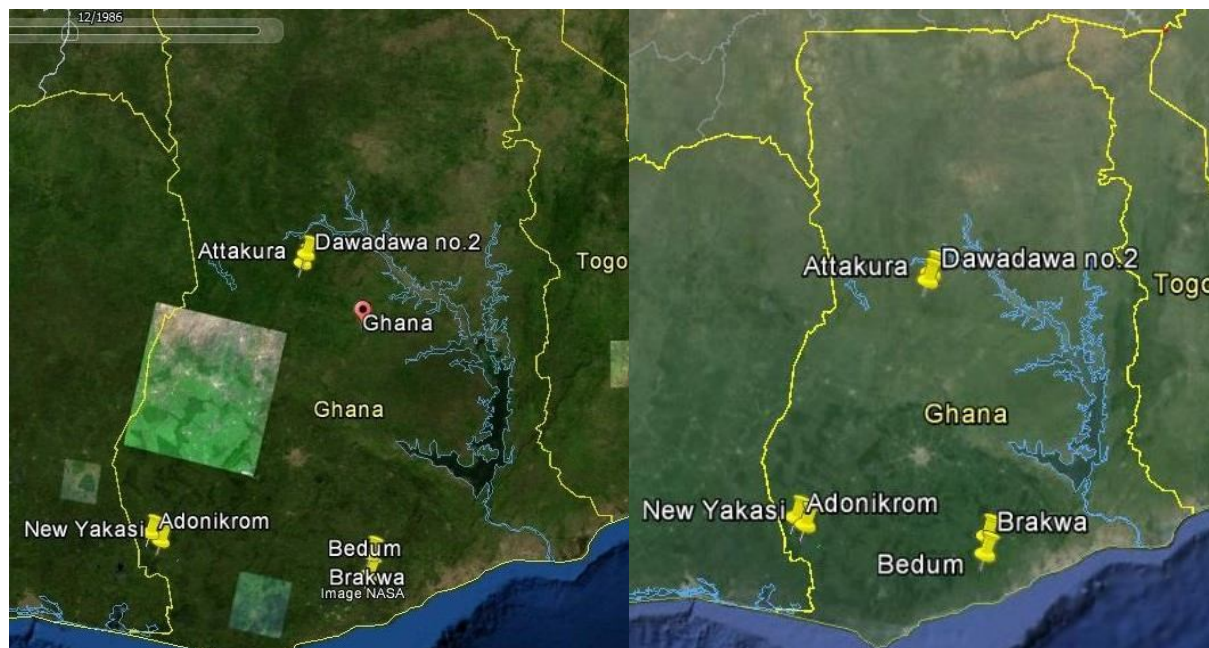 12/1986
Attakura
Dawadawa no.2
Togo
Ghana
Ghana
New Yakasi
Adonikrom
Bedum
Brakwa
Image NASA
Attakura
Dawadawa no.2
Togo
Ghana
New Yakasi
Adonikrom
Brakwa
Bedum